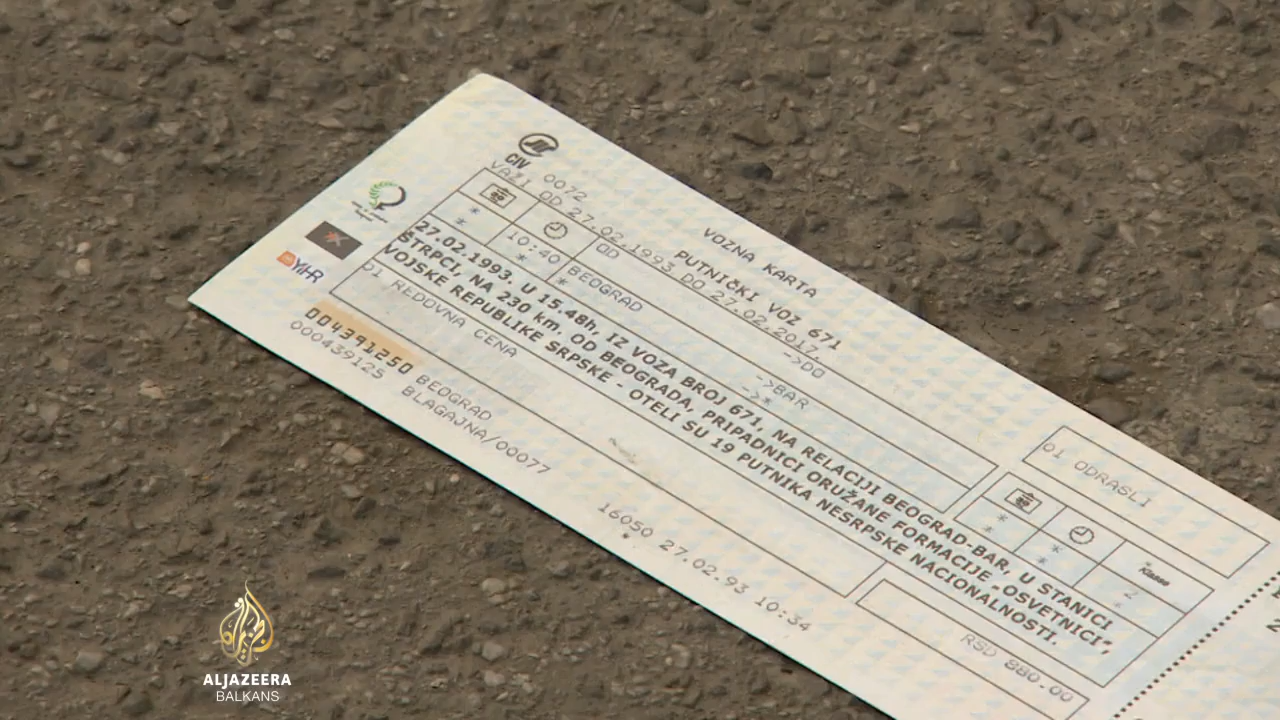 CIV
0072
VOZNA KARTA
PUTNIČKI VOZ 671
VAŽI OD 27.02.1993 DO 27.02.2017.
OD ->DO
* 10:40 BEOGRAD ->BAR
* * * ->*
27.02.1993, U 15.48h, IZ VOZA BROJ 671, NA RELACIJI BEOGRAD-BAR, U STANICI
ŠTRPCI, NA 230 km, OD BEOGRADA, PRIPADNICI ORUŽANE FORMACIJE „OSVETNICI“,
VOJSKE REPUBLIKE SRPSKE - OTELI SU 19 PUTNIKA NESRPSKE NACIONALNOSTI.
01 REDOVNA CENA
01 ODRASLI
Klasse
* * 2
* *
RSD 880.00
YIHR
004391250 BEOGRAD
000439125 BLAGAJNA/00077
16050 27.02.93 10:34
ALJAZEERA
BALKANS